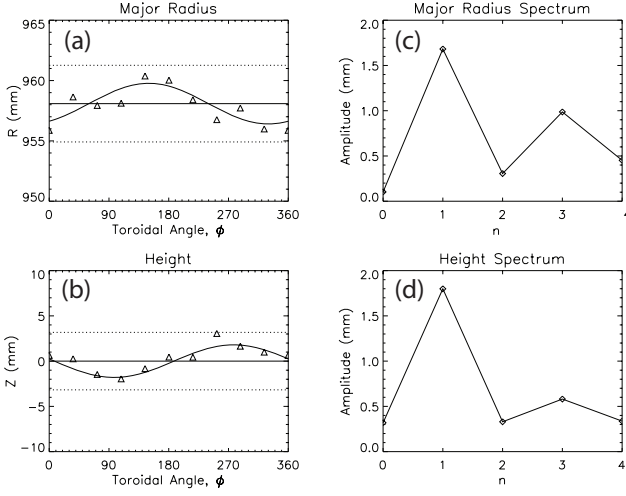 Major Radius
(a)
965
960
955
950
R (mm)
0 90 180 270 360
Toroidal Angle, ϕ
Major Radius Spectrum
(c)
2.0
1.5
1.0
0.5
0.0
Amplitude (mm)
0 1 2 3 4
n
Height
(b)
10
5
0
−5
−10
Z (mm)
0 90 180 270 360
Toroidal Angle, ϕ
Height Spectrum
(d)
2.0
1.5
1.0
0.5
0.0
Amplitude (mm)
0 1 2 3 4
n